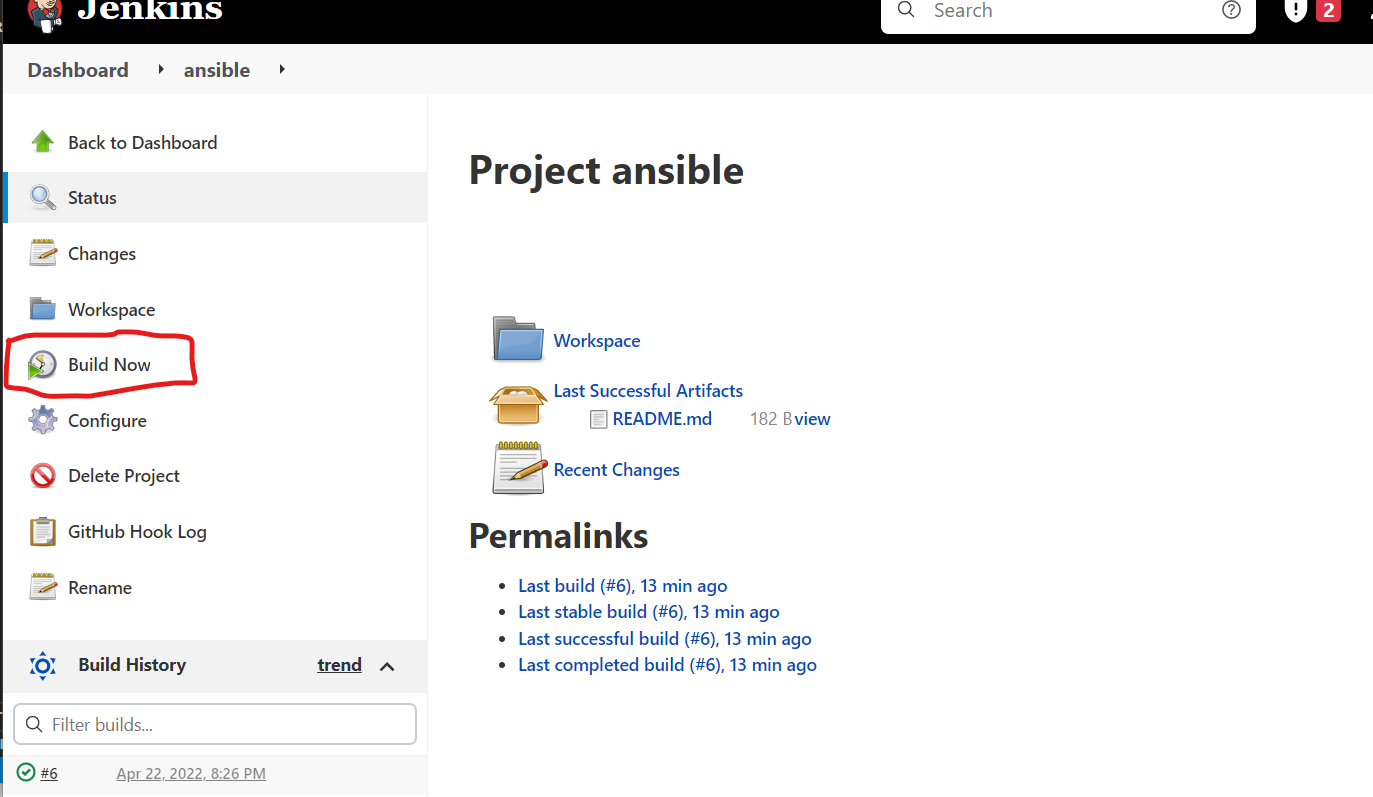 Jenkins
Search
2
Dashboard ansible
Back to Dashboard
Status
Changes
Workspace
Build Now
Configure
Delete Project
GitHub Hook Log
Rename
Build History trend
Filter builds...
#6 Apr 22, 2022, 8:26 PM
Project ansible
Workspace
Last Successful Artifacts
README.md 182 B view
Recent Changes
Permalinks
Last build (#6), 13 min ago
Last stable build (#6), 13 min ago
Last successful build (#6), 13 min ago
Last completed build (#6), 13 min ago